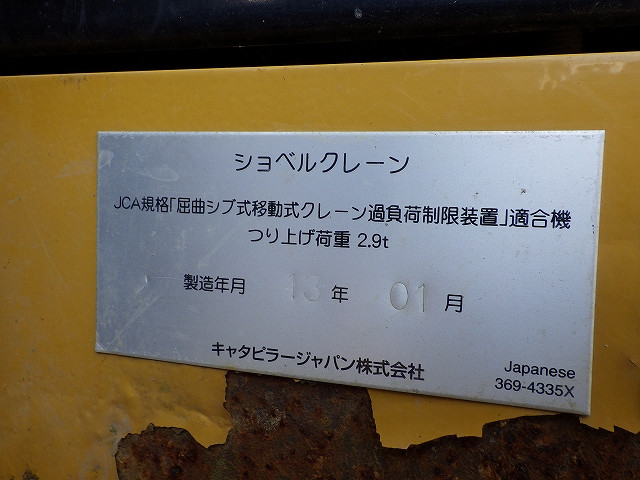 ショベルクレーン
JCA規格「屈曲ジブ式移動式クレーン過負荷制限装置」適合機
つり上げ荷重 2.9t
製造年月 13 年 01 月
キャタピラージャパン株式会社
Japanese
369-4335X